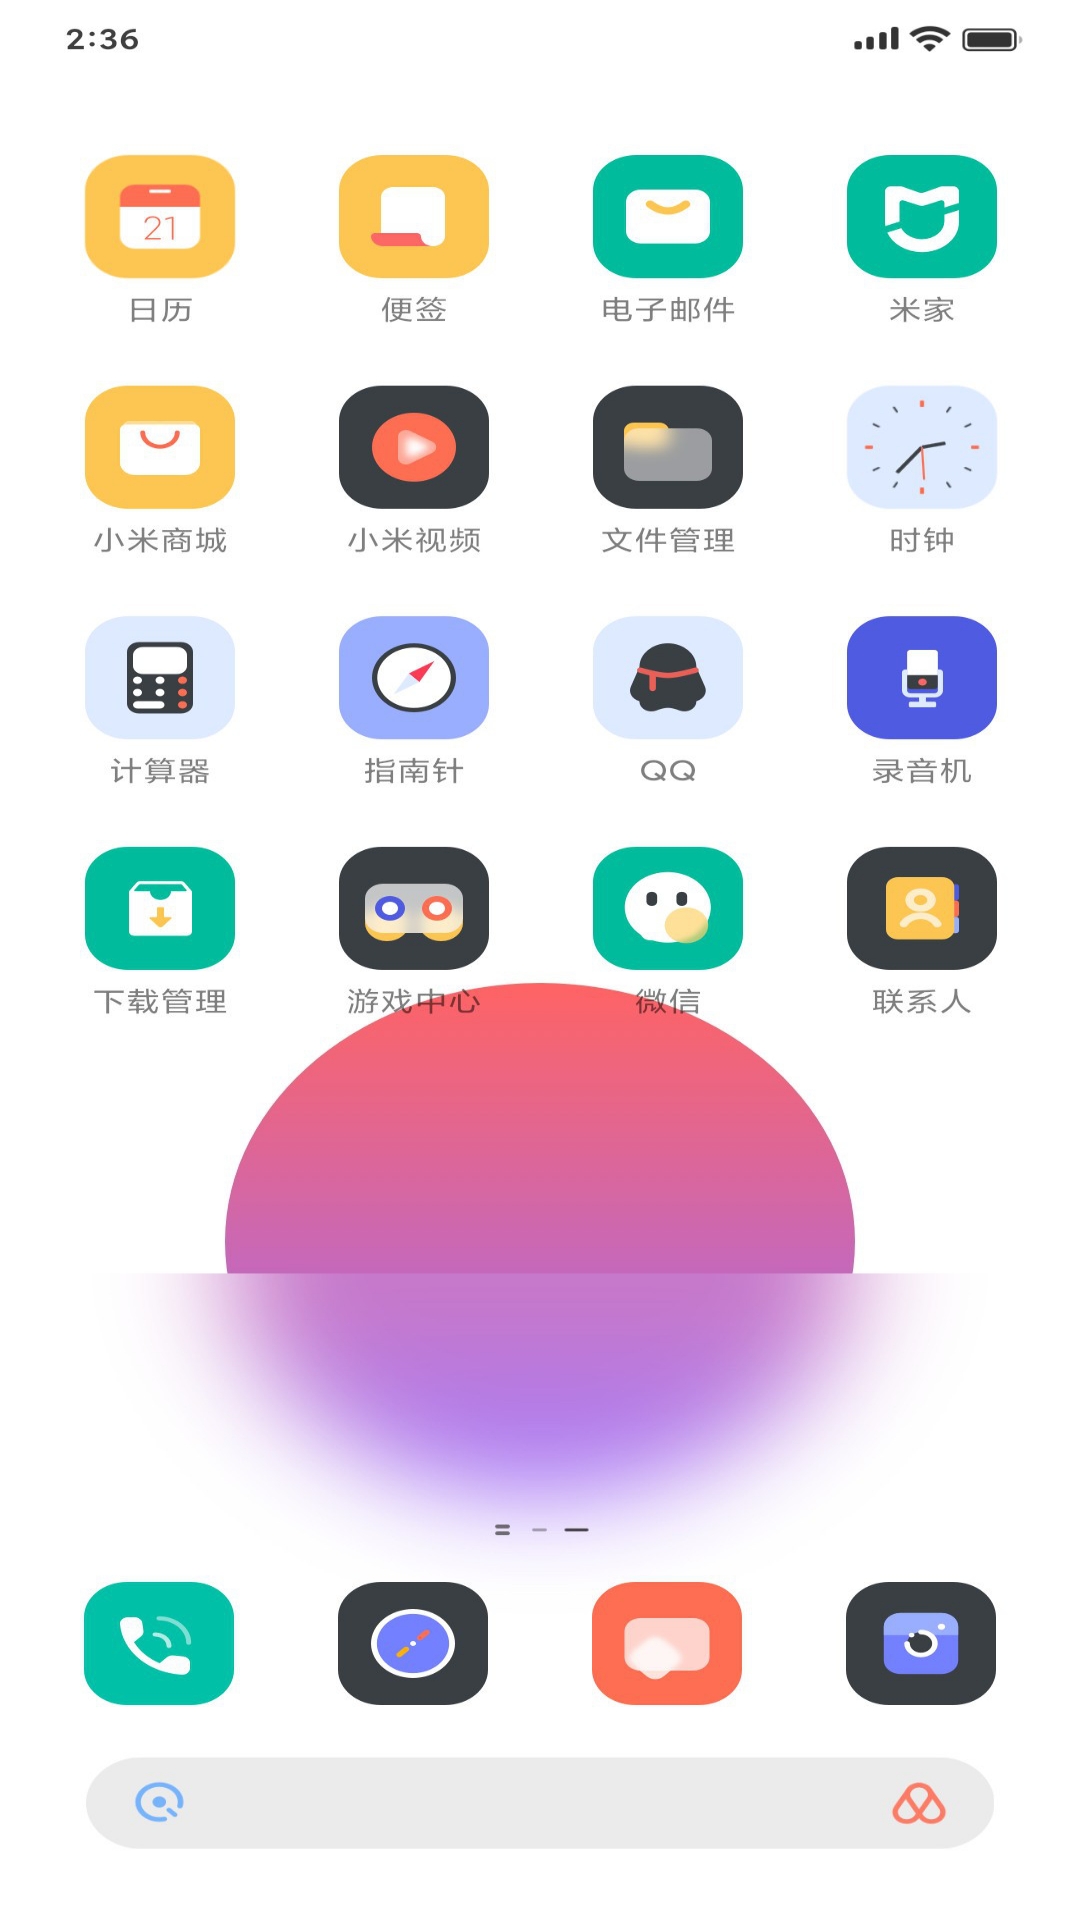 2:36
21
日历 便签 电子邮件 米家
小米商城 小米视频 文件管理 时钟
计算器 指南针 QQ 录音机
下载管理 游戏中心 微信 联系人